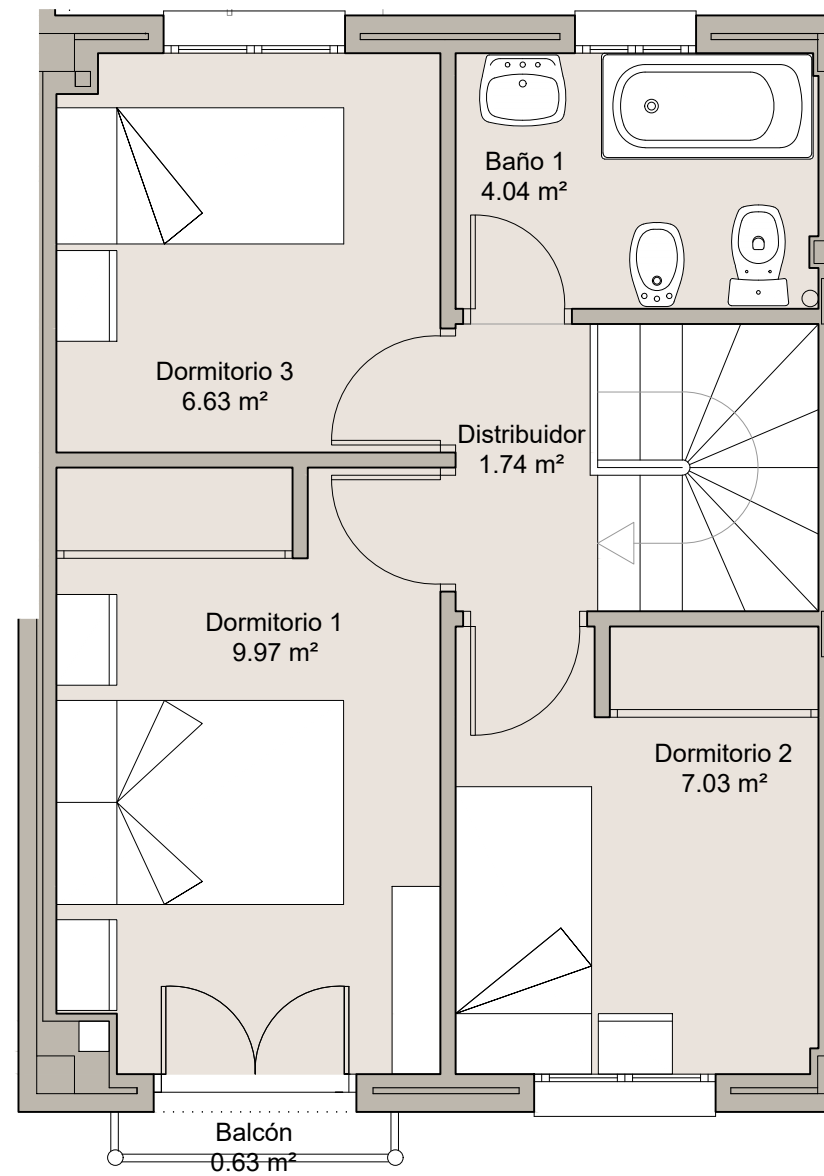 Baño 1
4.04 m²
Dormitorio 3
6.63 m²
Distribuidor
1.74 m²
Dormitorio 1
9.97 m²
Dormitorio 2
7.03 m²
Balcón
0.63 m²